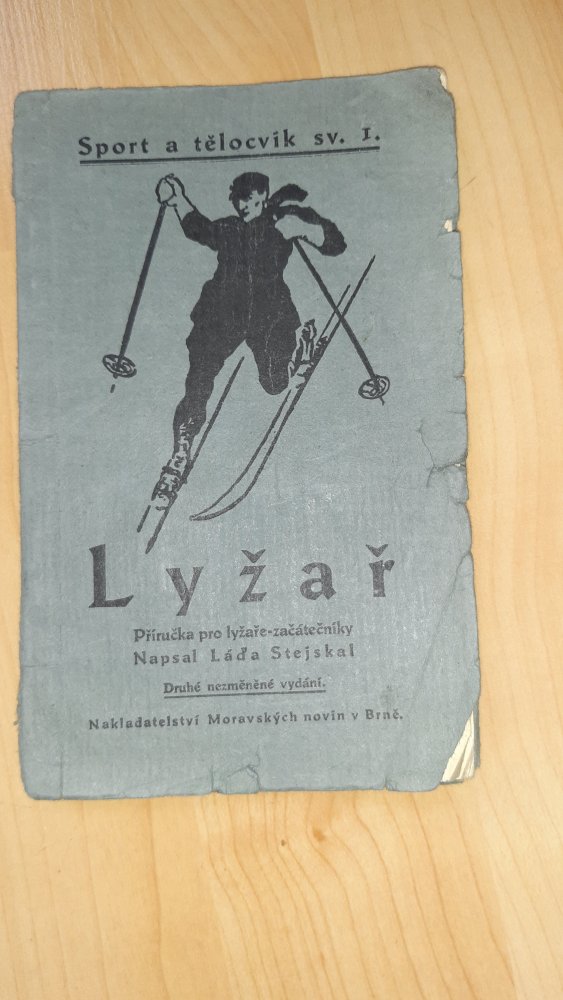 Sport a tělocvik sv. I.
Lyžař
Příručka pro lyžaře-začátečníky
Napsal Láďa Stejskal
Druhé nezměněné vydání.
Nakladatelství Moravských novin v Brně.